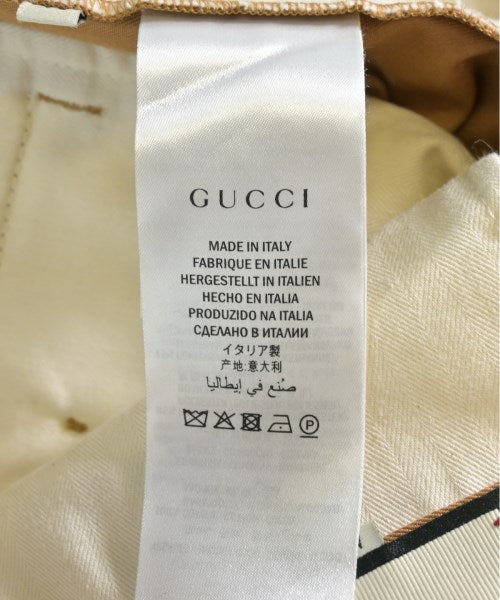 GUCCI
MADE IN ITALY
FABRIQUE EN ITALIE
HERGESTELLT IN ITALIEN
HECHO EN ITALIA
PRODUZIDO NA ITALIA
СДЕЛАНО В ИТАЛИИ
イタリア製
产地:意大利
صُنع في إيطاليا